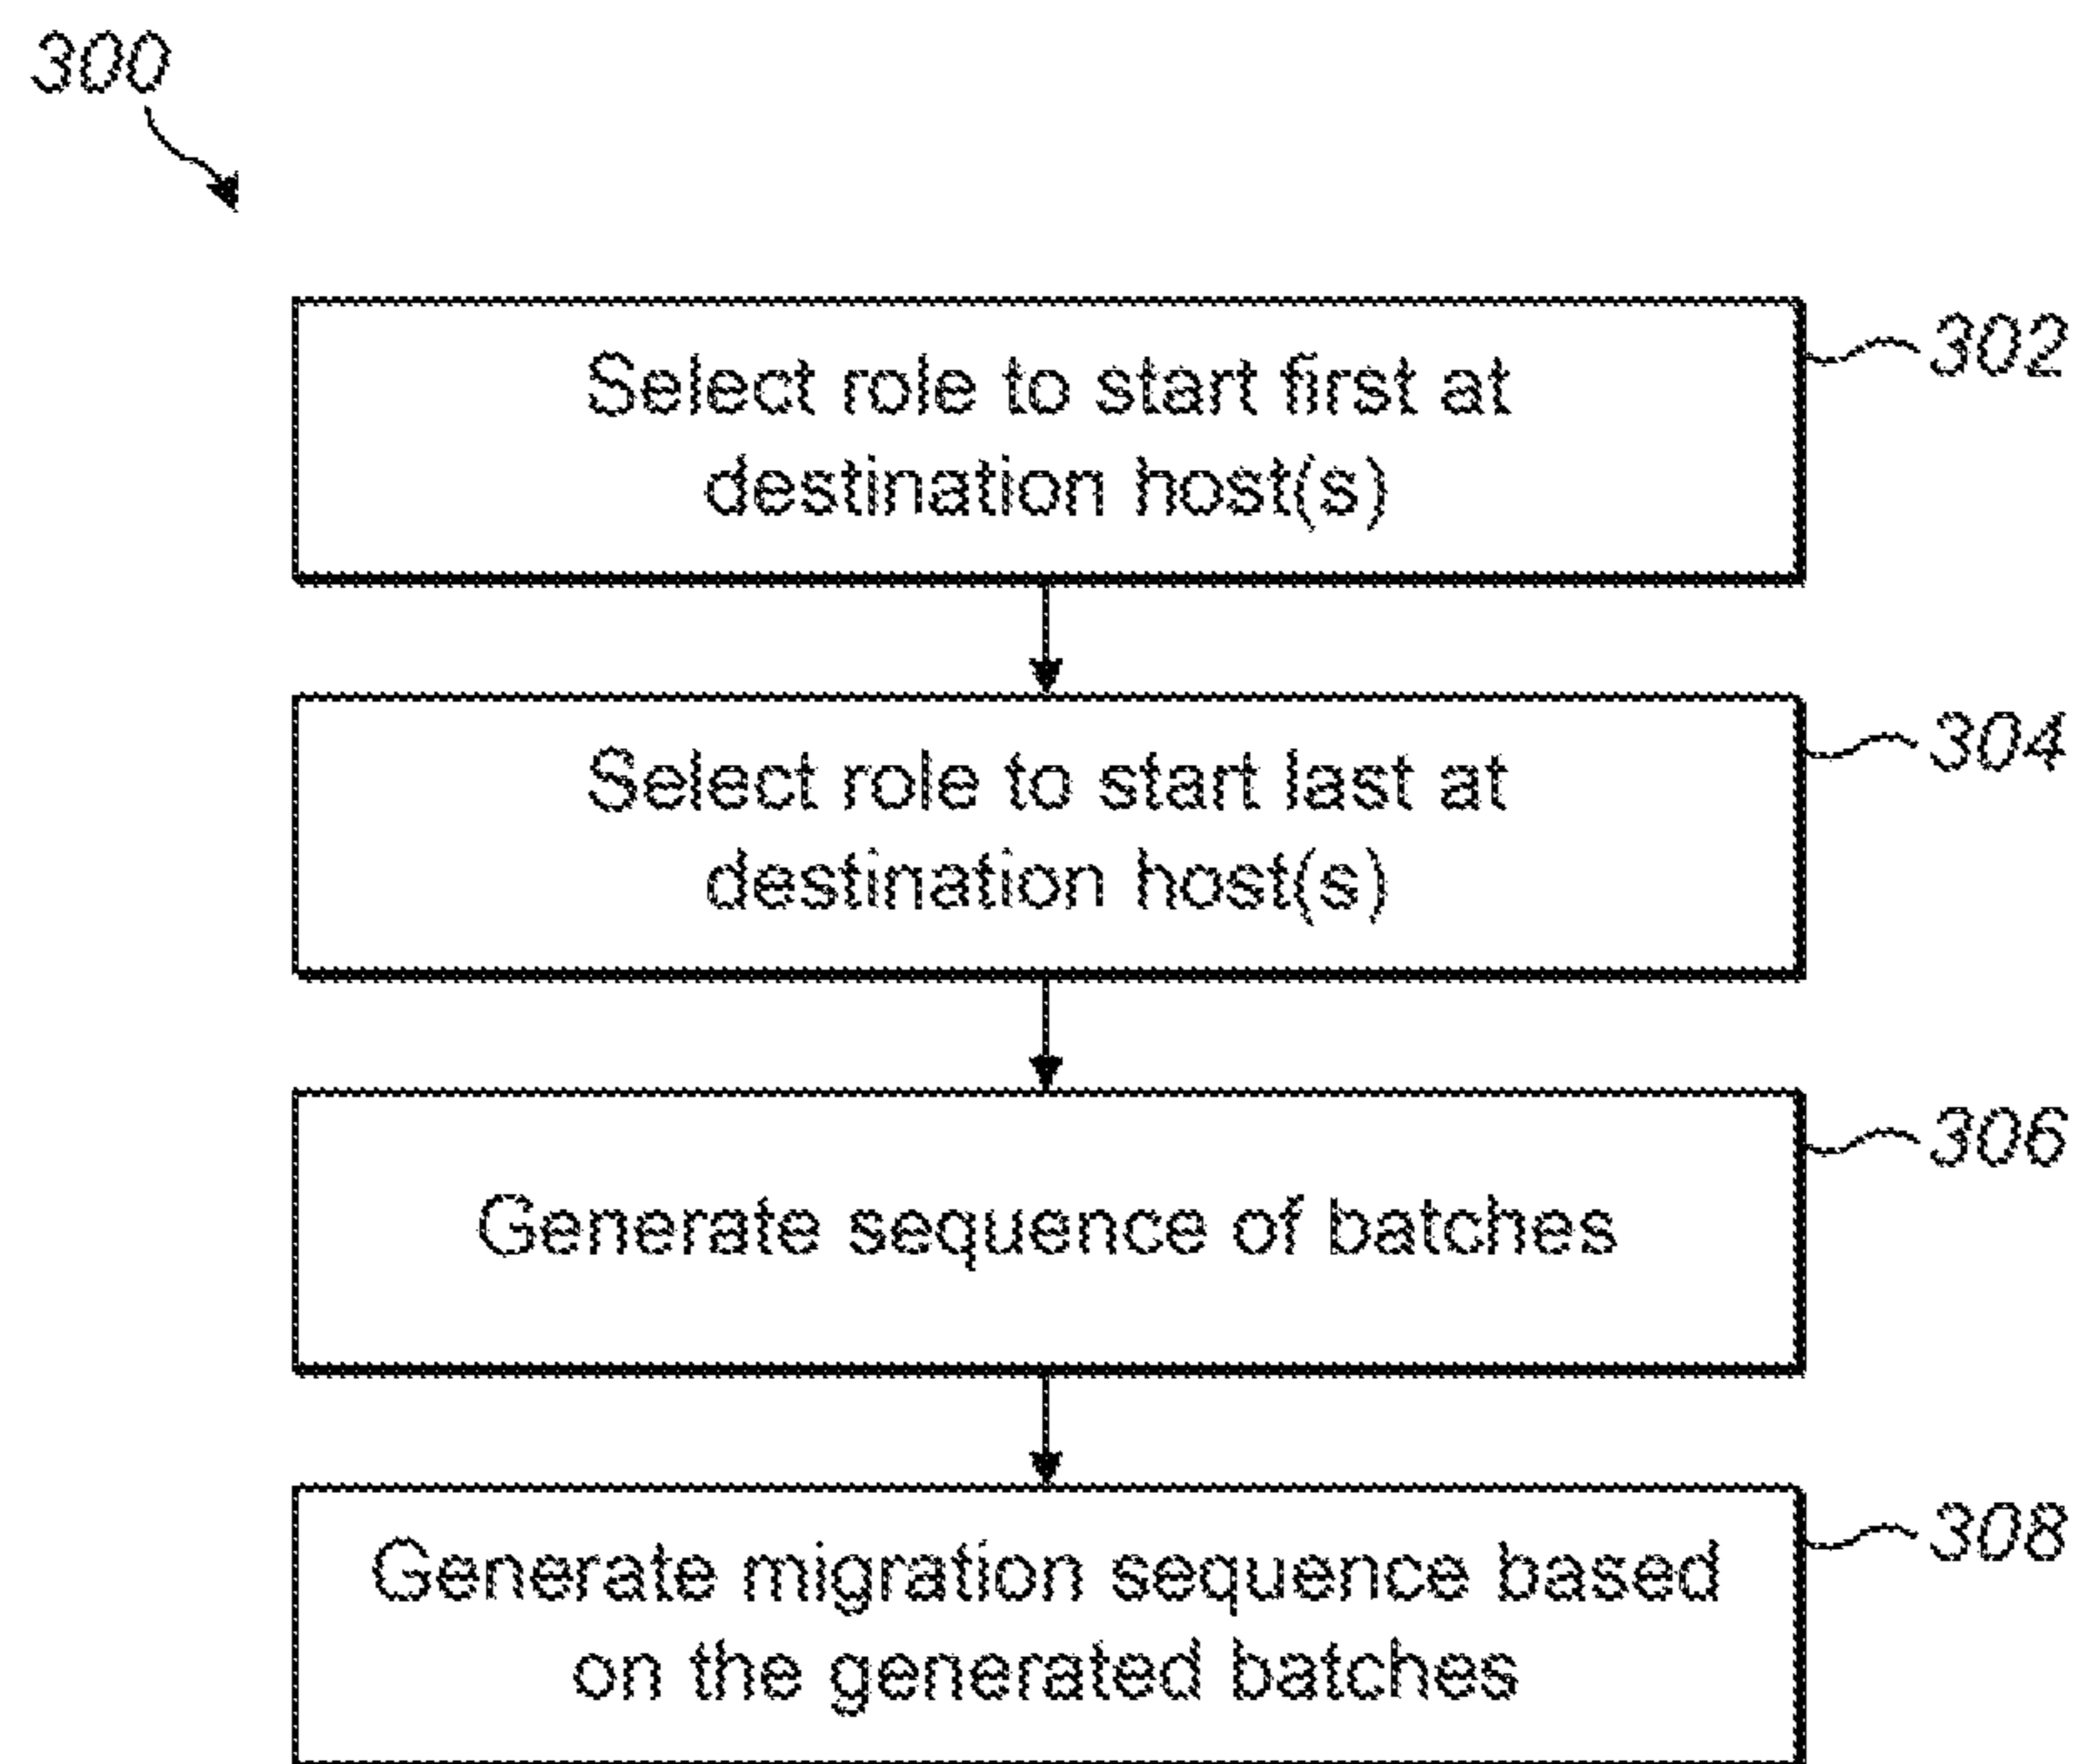 300
Select role to start first at
destination host(s)
302
Select role to start last at
destination host(s)
304
Generate sequence of batches
306
Generate migration sequence based
on the generated batches
308